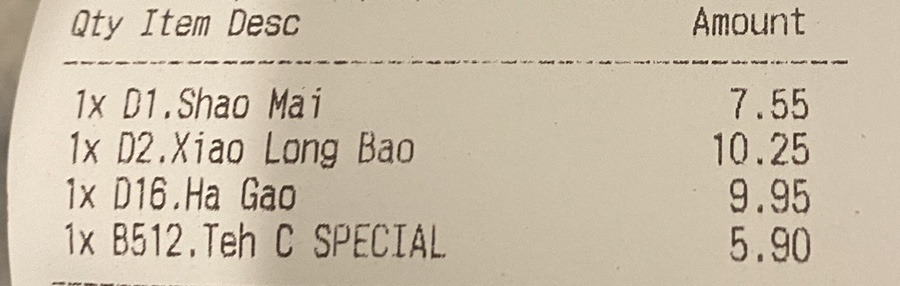 Qty Item Desc Amount
1x D1.Shao Mai 7.55
1x D2.Xiao Long Bao 10.25
1x D16.Ha Gao 9.95
1x B512.Teh C SPECIAL 5.90